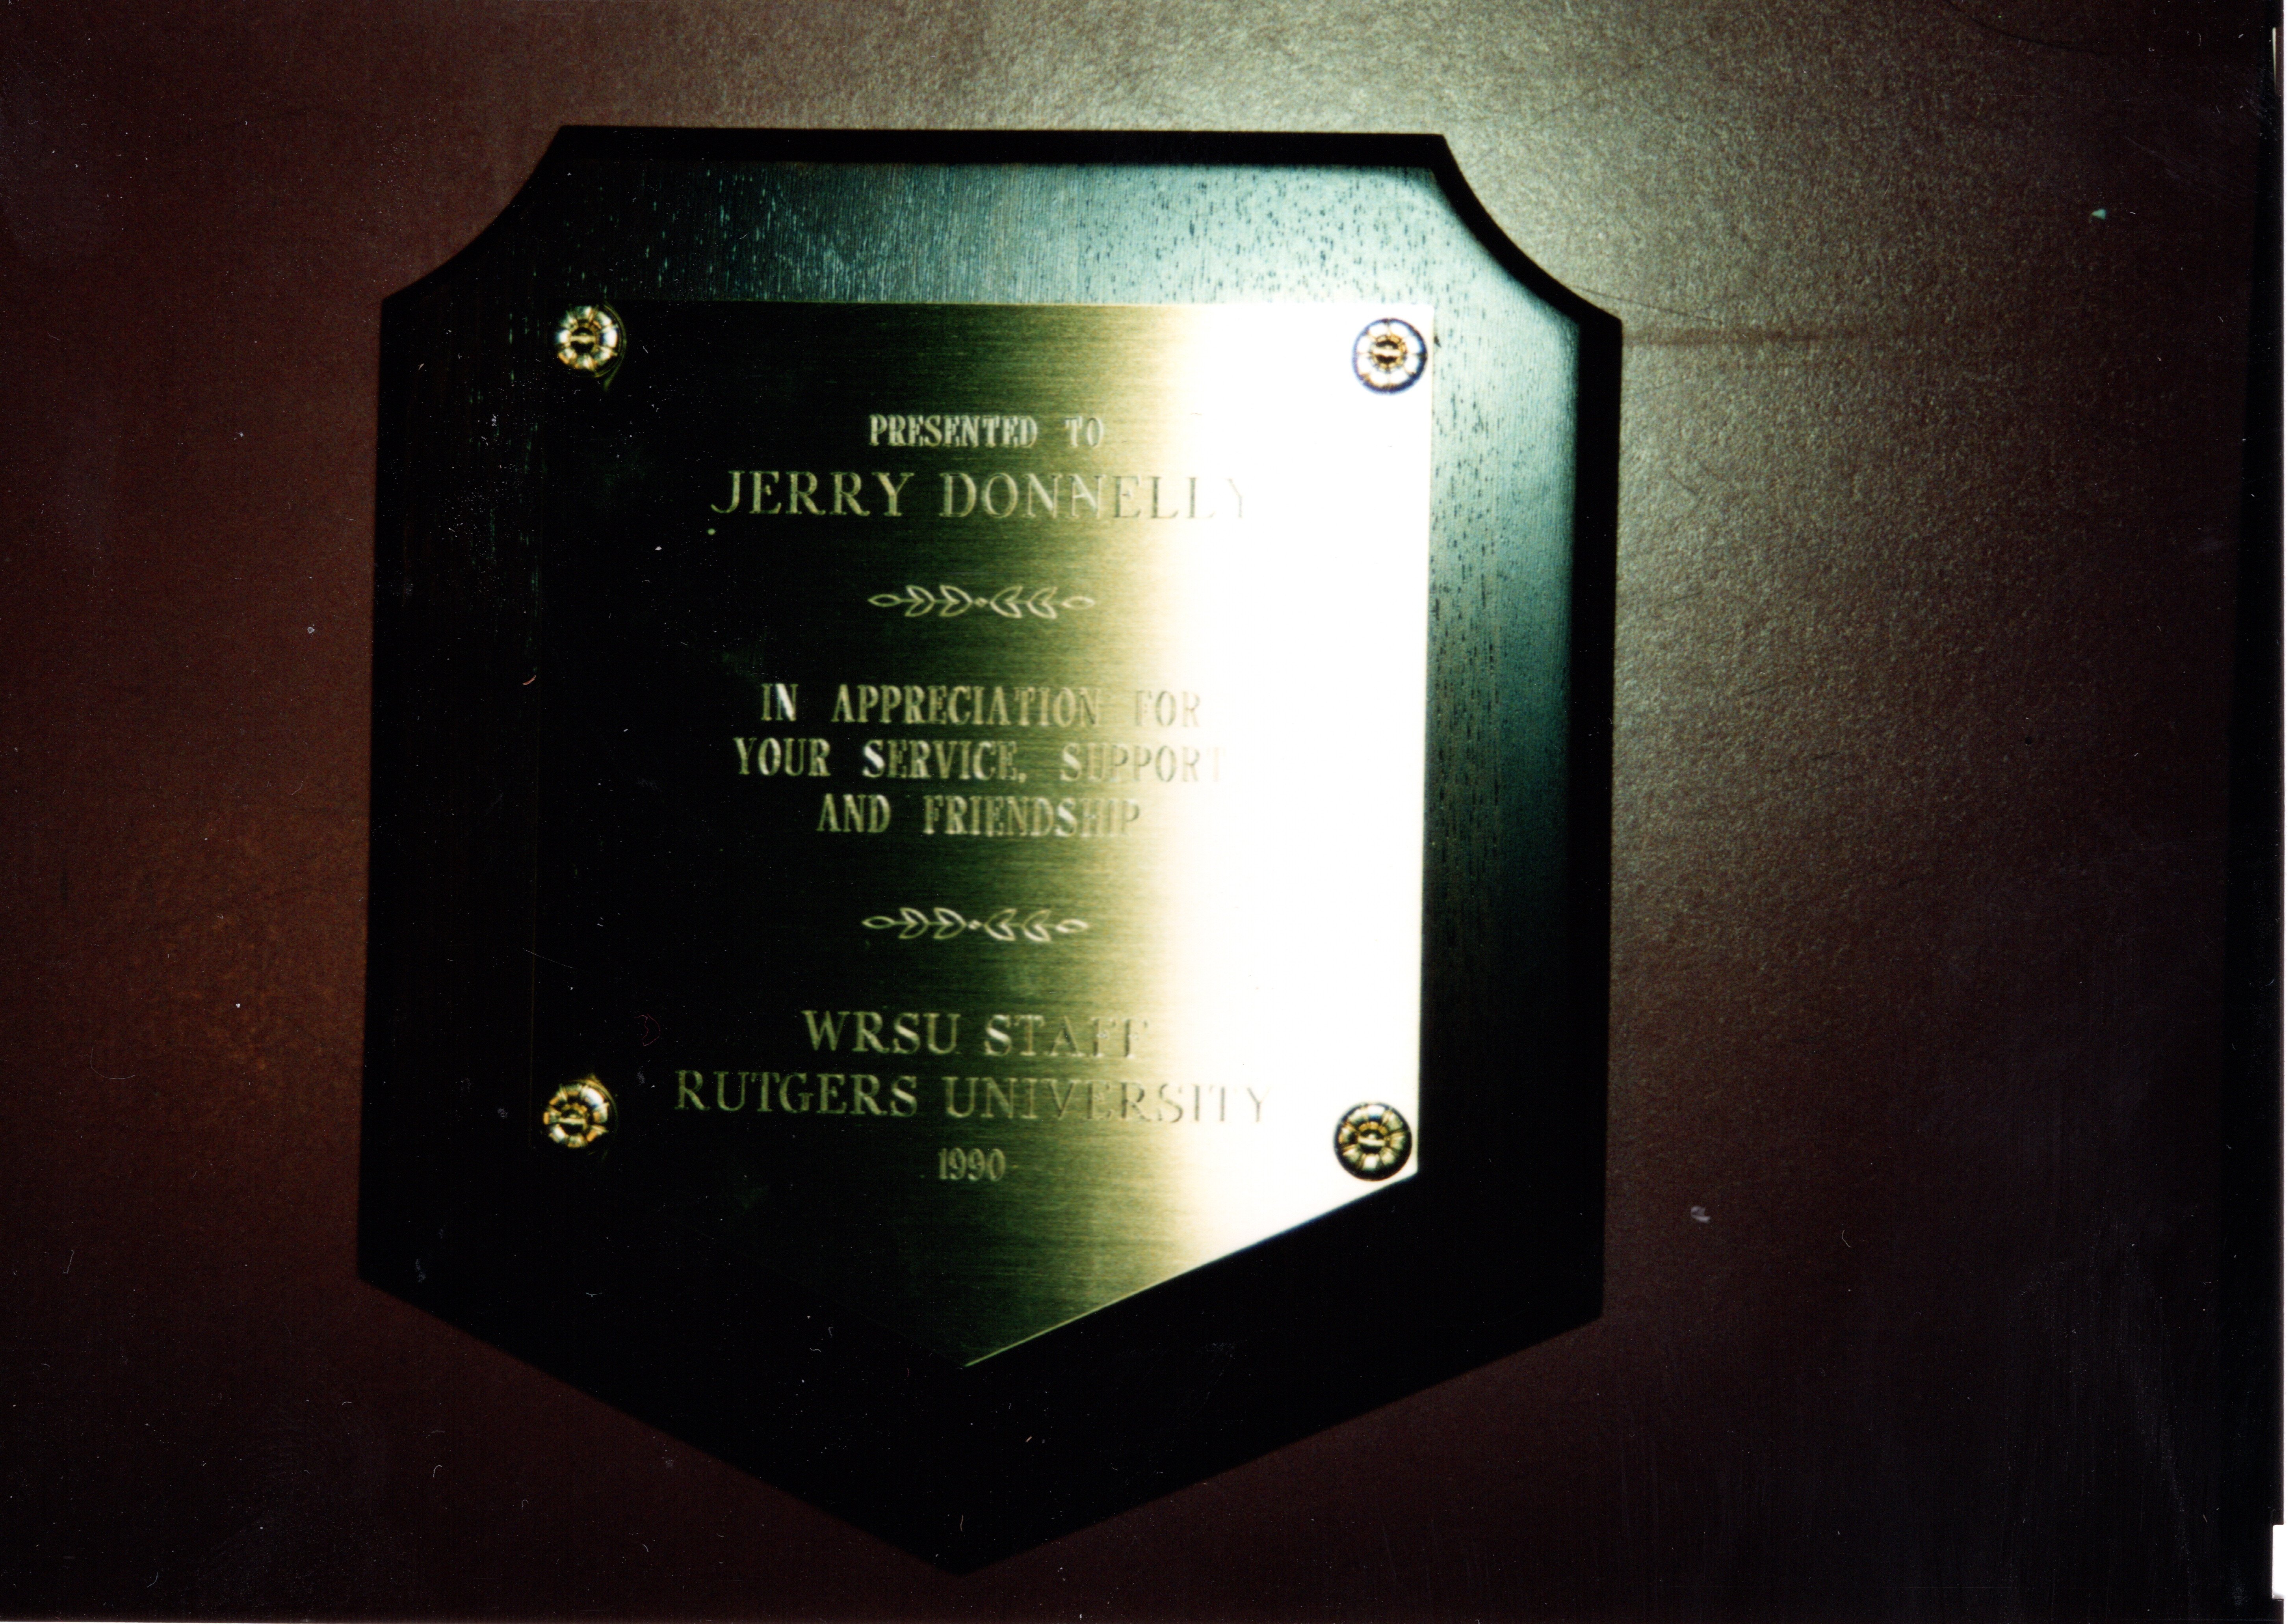 PRESENTED TO
JERRY DONNELLY
IN APPRECIATION FOR
YOUR SERVICE, SUPPORT
AND FRIENDSHIP
WRSU STAFF
RUTGERS UNIVERSITY
1990